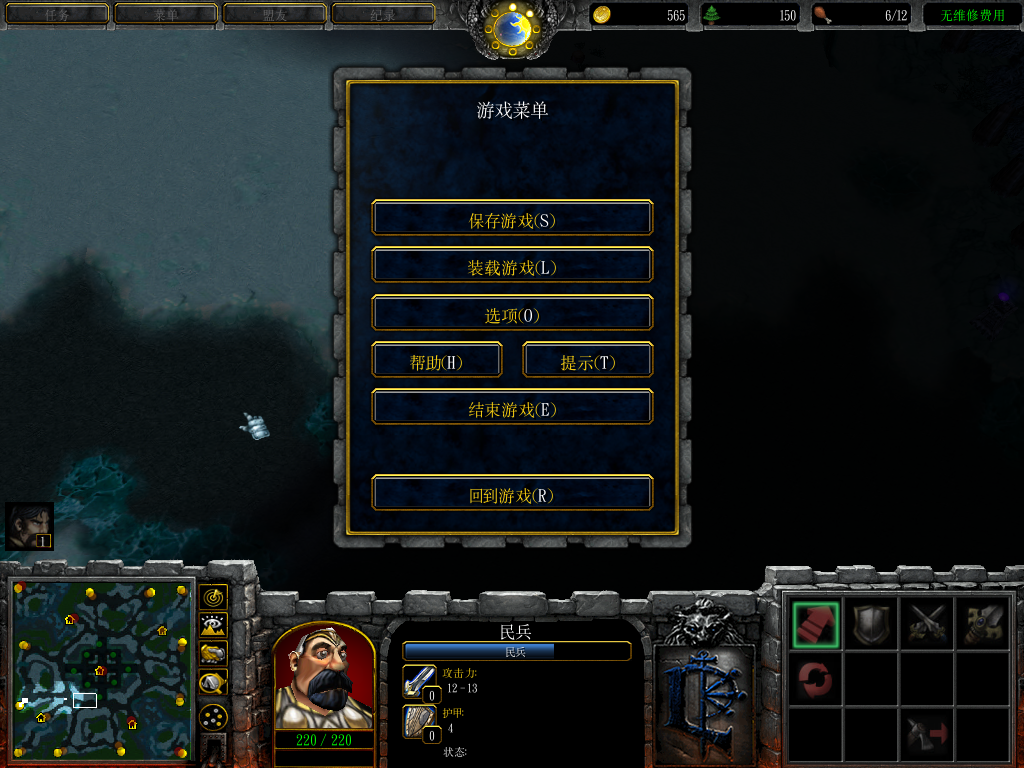 任务 菜单 盟友 纪录 565 150 6/12 无维修费用
游戏菜单
保存游戏(S)
装载游戏(L)
选项(O)
帮助(H) 提示(T)
结束游戏(E)
回到游戏(R)
1
民兵
民兵
攻击力:
12-13
0
护甲:
4
0
状态:
220 / 220